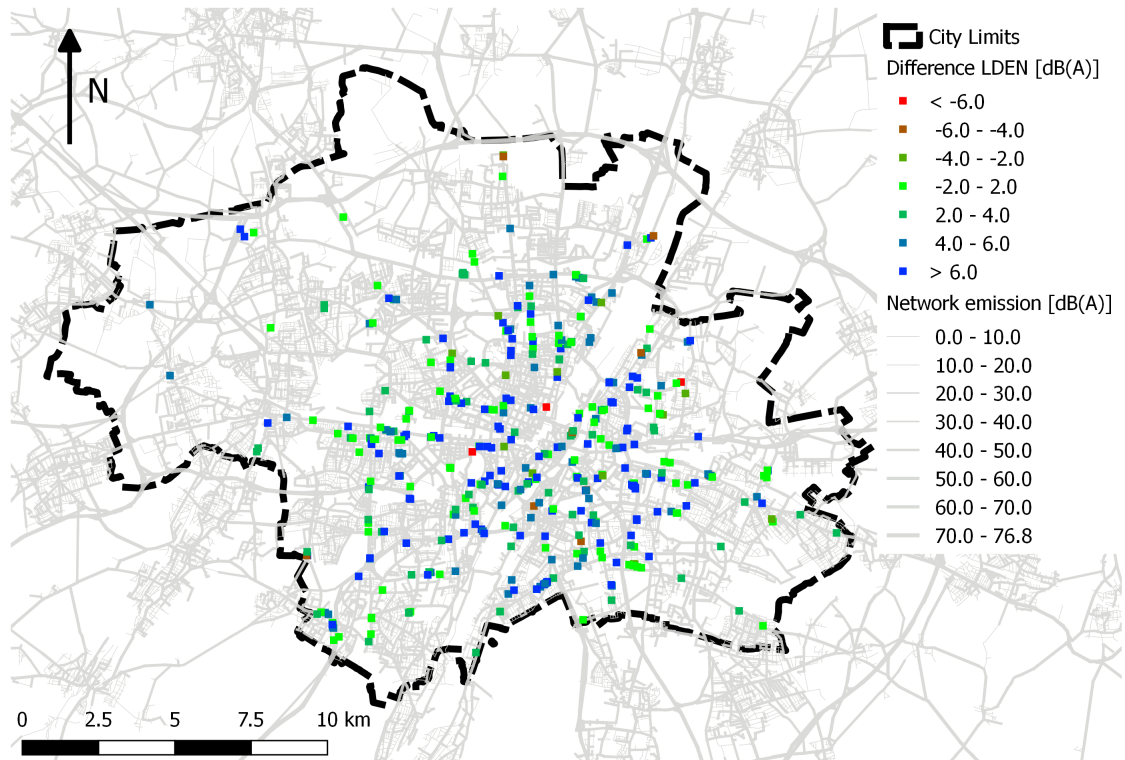 N
City Limits
Difference LDEN [dB(A)]
< -6.0
-6.0 - -4.0
-4.0 - -2.0
-2.0 - 2.0
2.0 - 4.0
4.0 - 6.0
> 6.0
Network emission [dB(A)]
0.0 - 10.0
10.0 - 20.0
20.0 - 30.0
30.0 - 40.0
40.0 - 50.0
50.0 - 60.0
60.0 - 70.0
70.0 - 76.8
0 2.5 5 7.5 10 km